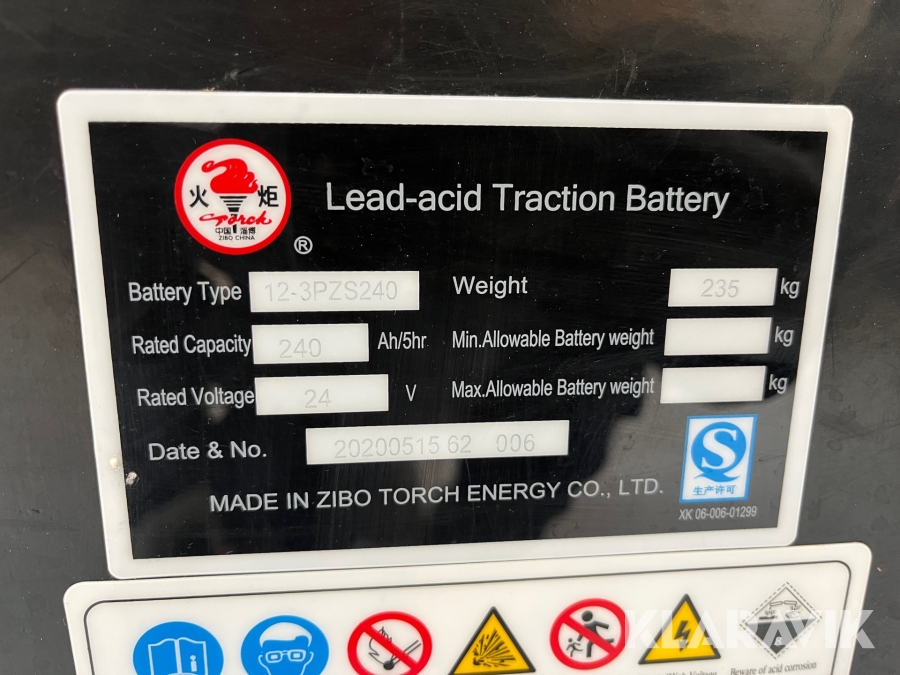 火 炬
Torch
中国 淄博
ZIBO CHINA
®
Lead-acid Traction Battery
Battery Type 12-3PZS240 Weight 235 kg
Rated Capacity 240 Ah/5hr Min.Allowable Battery weight kg
Rated Voltage 24 V Max.Allowable Battery weight kg
Date & No. 20200515 62 006
MADE IN ZIBO TORCH ENERGY CO., LTD.
生产许可
XK 06-006-01299
KLARAVIK
High Voltage
Beware of acid corrosion